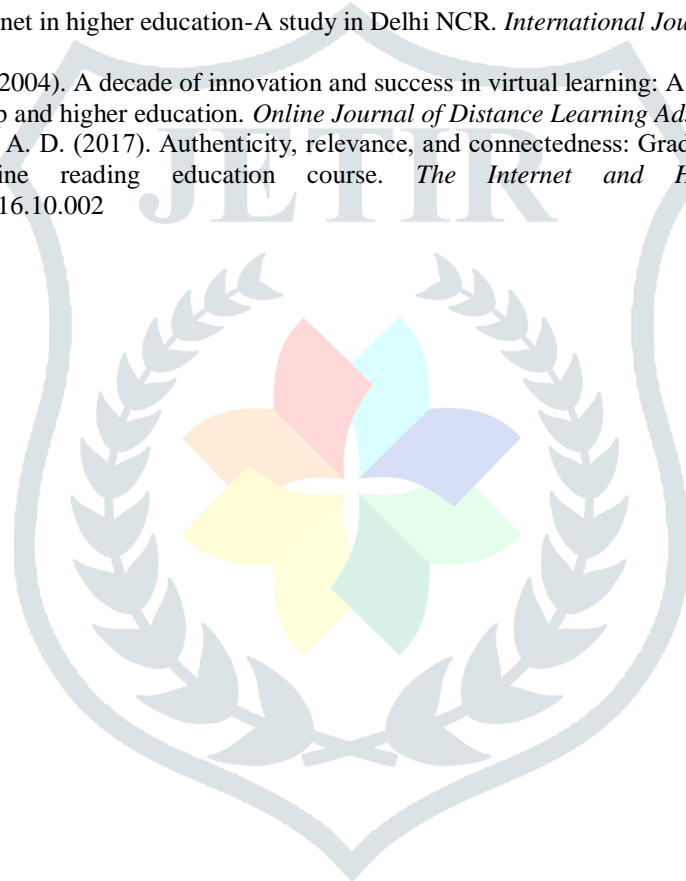 net in higher education-A study in Delhi NCR. International Jou
2004). A decade of innovation and success in virtual learning: A
and higher education. Online Journal of Distance Learning Ad
A. D. (2017). Authenticity, relevance, and connectedness: Grad
ine reading education course. The Internet and H
16.10.002
JETIR